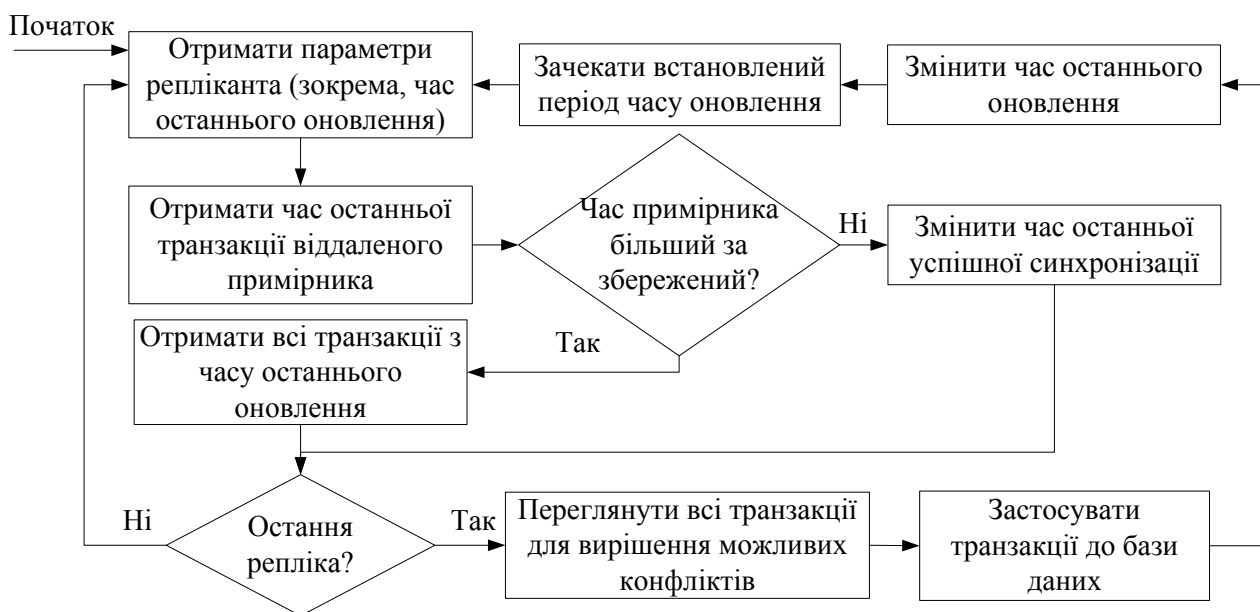 Початок
Отримати параметри
репліканта (зокрема, час
останнього оновлення)
Зачекати встановлений
період часу оновлення
Змінити час останнього
оновлення
Отримати час останньої
транзакції віддаленого
примірника
Час примірника
більший за
збережений?
Ні
Змінити час останньої
успішної синхронізації
Так
Отримати всі транзакції з
часу останнього
оновлення
Ні
Остання
репліка?
Так
Переглянути всі транзакції
для вирішення можливих
конфліктів
Застосувати
транзакції до бази
даних